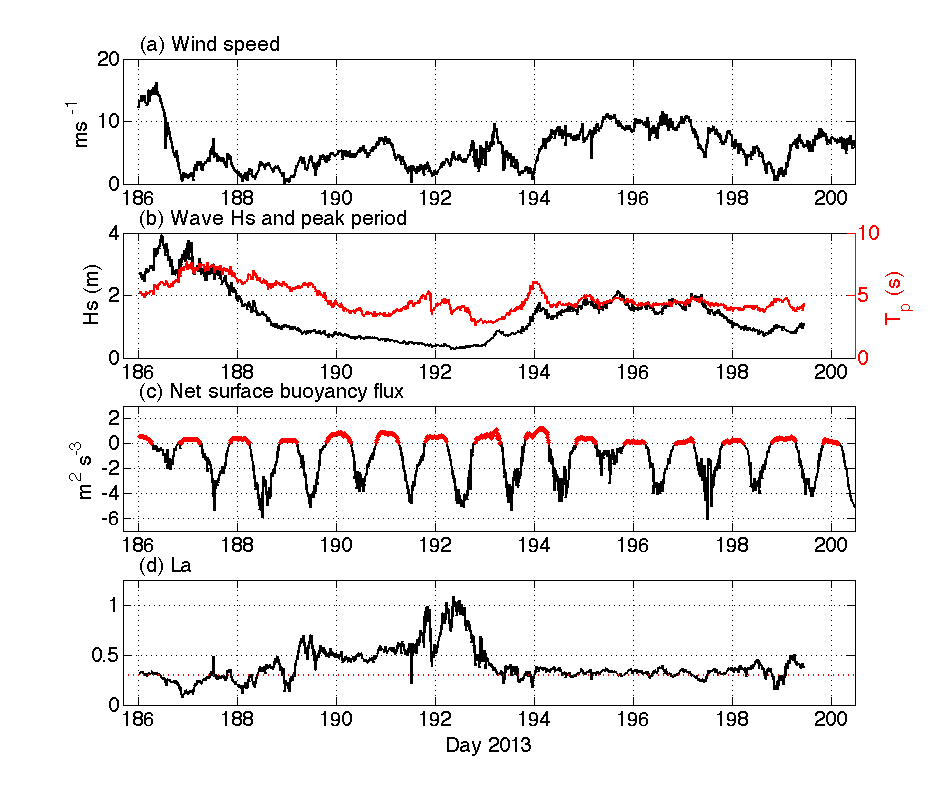 (a) Wind speed
20
10
0
ms -1
186 188 190 192 194 196 198 200
(b) Wave Hs and peak period
4
2
0
Hs (m)
10
5
0
Tp (s)
186 188 190 192 194 196 198 200
(c) Net surface buoyancy flux
2
0
-2
-4
-6
m2 s-3
186 188 190 192 194 196 198 200
(d) La
1
0.5
0
186 188 190 192 194 196 198 200
Day 2013